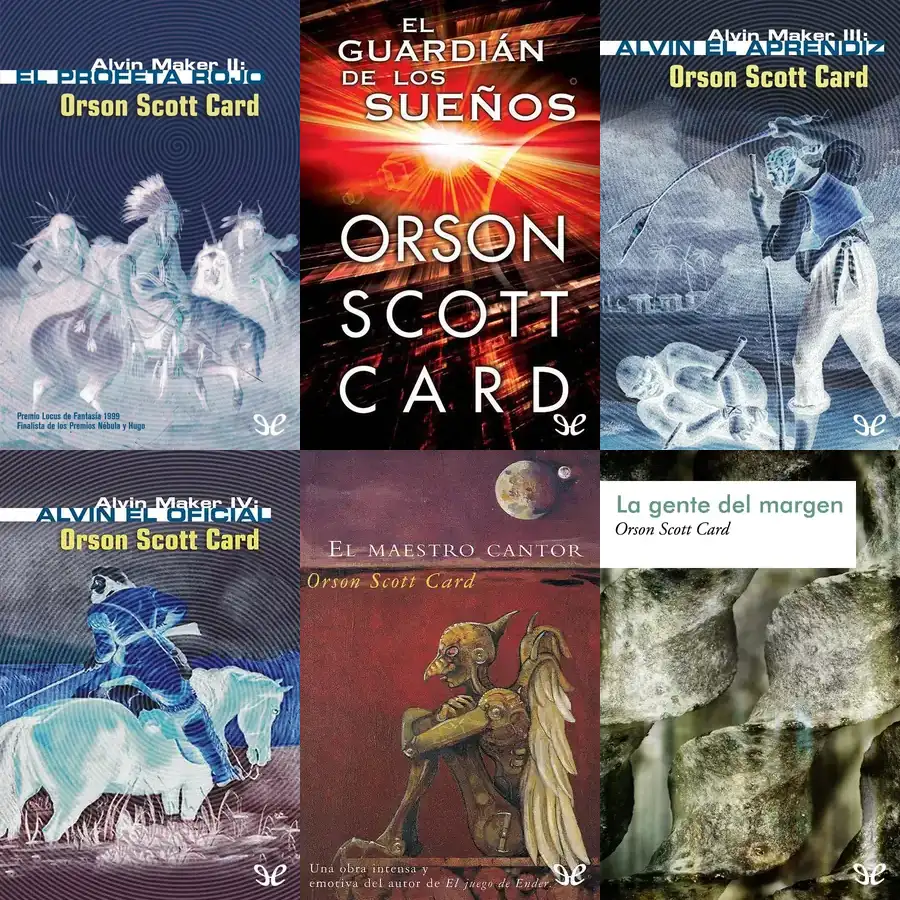 Alvin Maker II:
EL PROFETA ROJO
Orson Scott Card
Premio Locus de Fantasía 1999
Finalista de los Premios Nóbula y Hugo
EL
GUARDIÁN
DE LOS
SUEÑOS
ORSON
SCOTT
CARD
Alvin Maker III:
ALVIN EL APRENDIZ
Orson Scott Card
Alvin Maker IV:
ALVIN EL OFICIAL
Orson Scott Card
EL MAESTRO CANTOR
Orson Scott Card
Una obra intensa y
emotiva del autor de El juego de Ender.
La gente del margen
Orson Scott Card